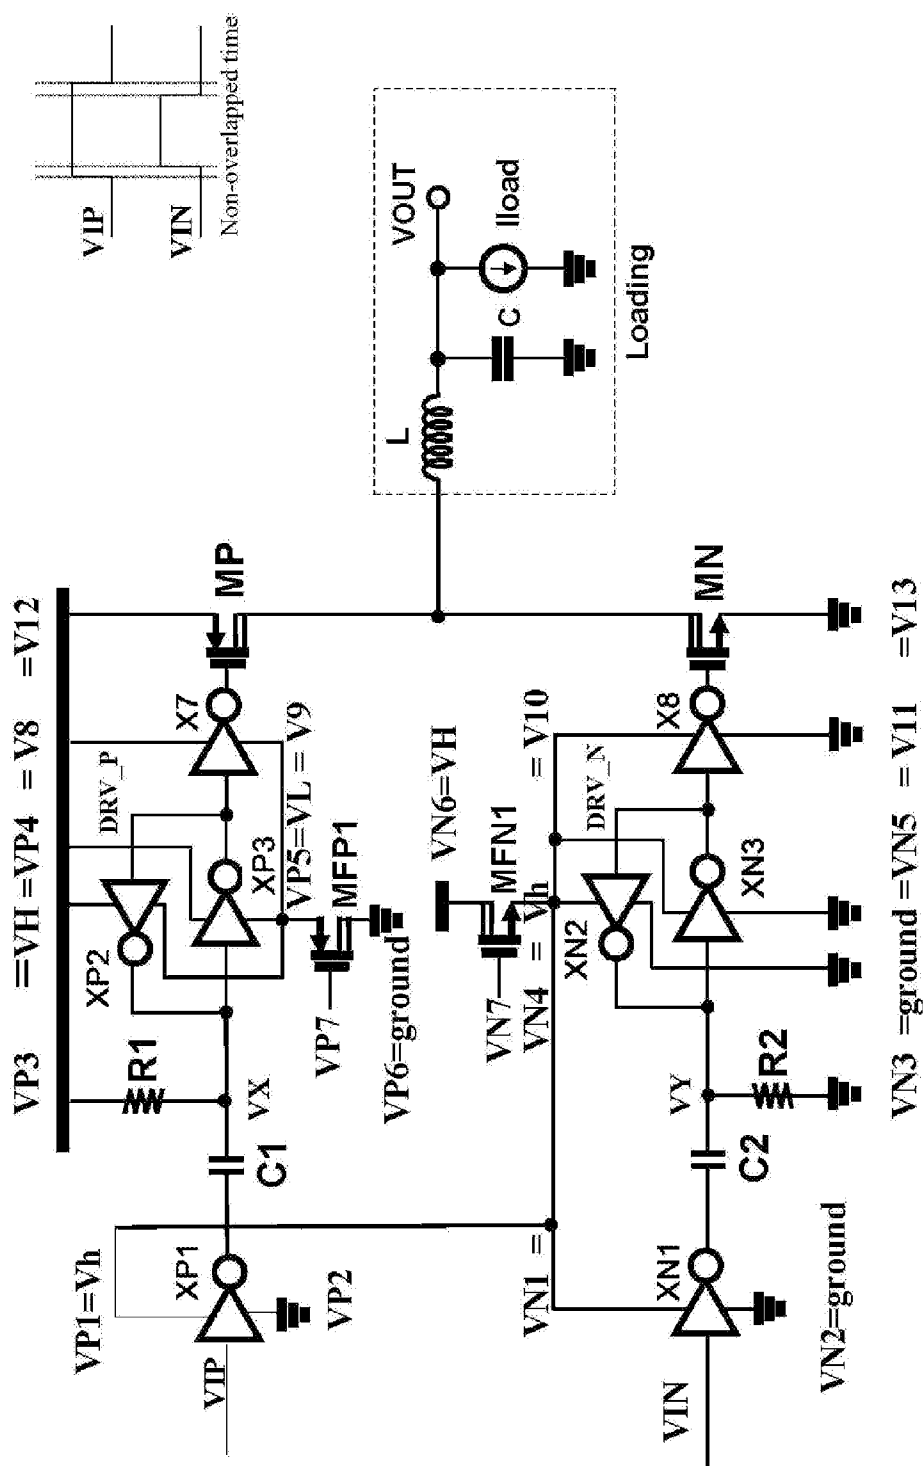 VIP
VIN
Non-overlapped time
VP3 =VH =VP4 = V8 =V12
R1
XP2
DRV_P
X7
MP
VP1=Vh
XP1
VIP
VP2
C1
VX
XP3
VP5=VL = V9
VP7
MFP1
VP6=ground
L
C
Iload
VOUT
Loading
VN6=VH
VN7
MFN1
VN1 = VN4 = Vh = V10
XN2
DRV_N
X8
MN
VIN
XN1
C2
VY
R2
XN3
VN2=ground
VN3 =ground =VN5 = V11 =V13